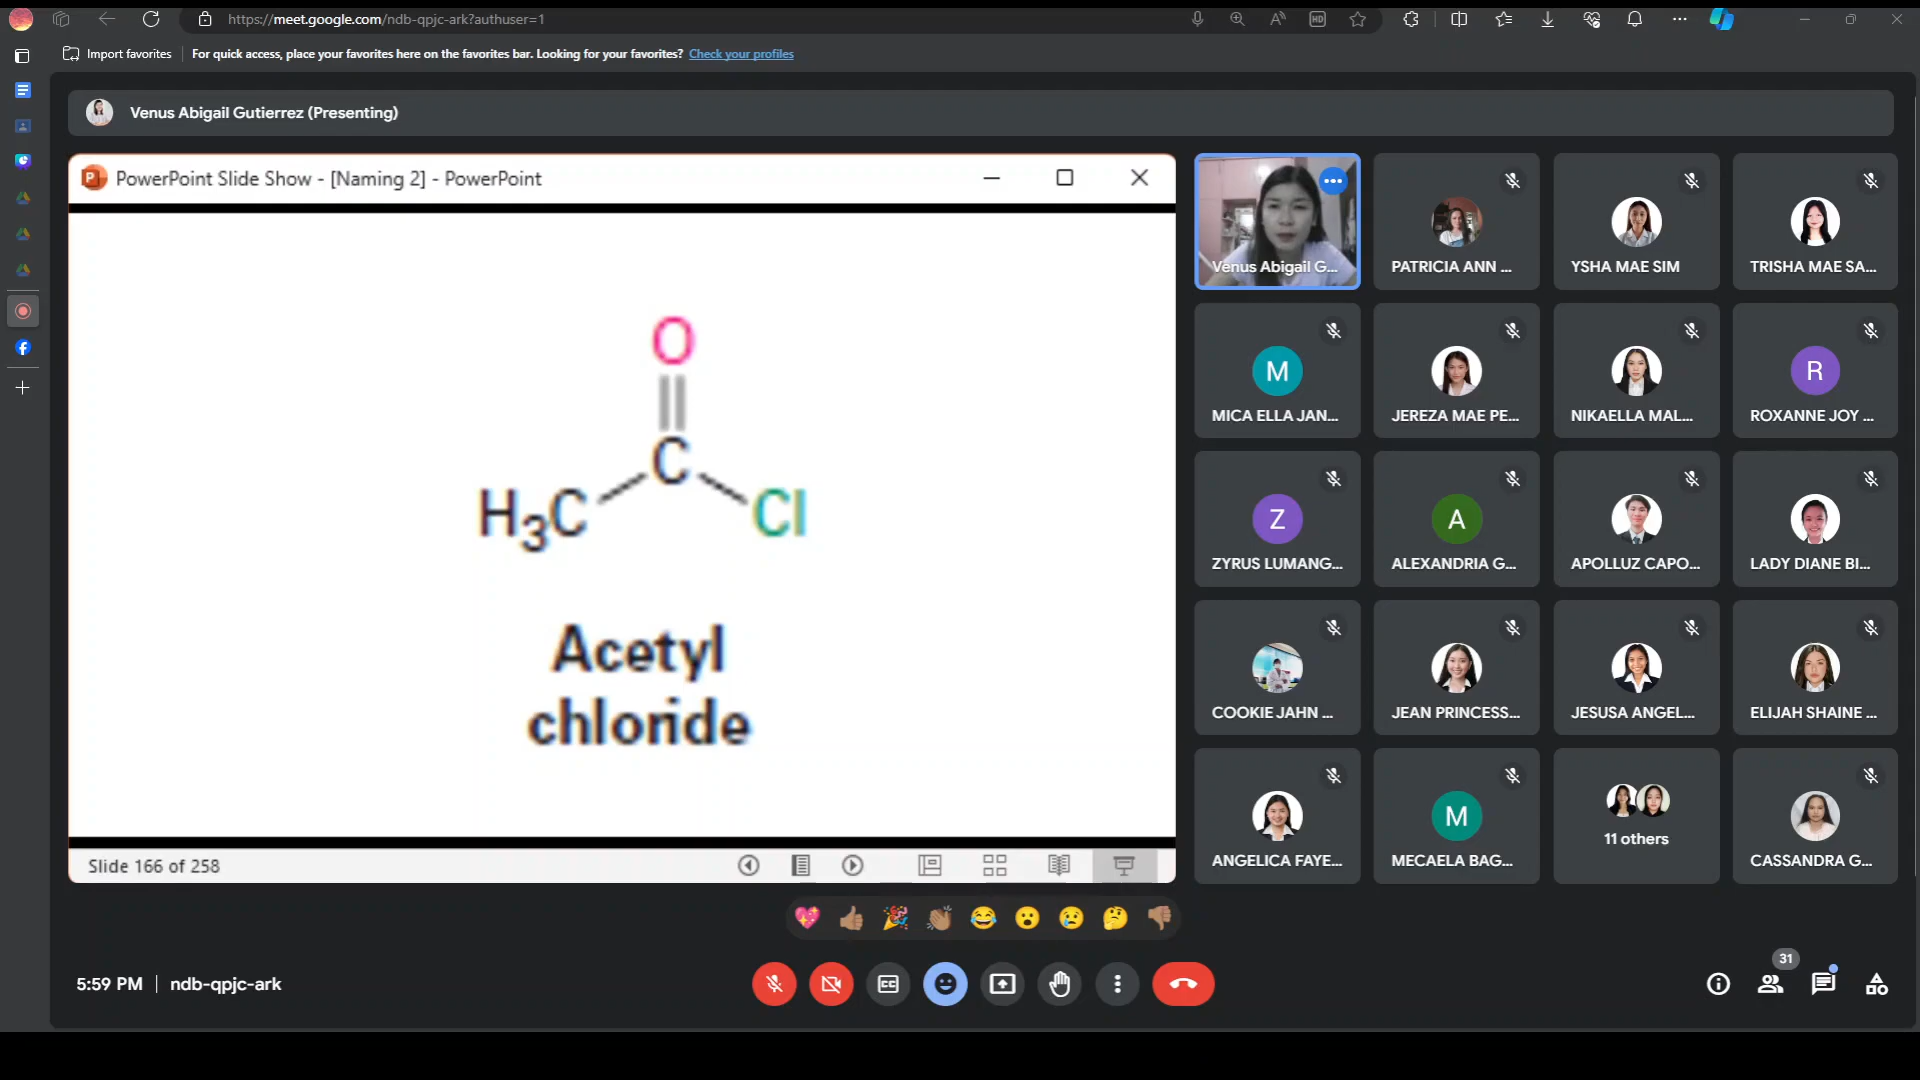 https://meet.google.com/ndb-qpjc-ark?authuser=1
Import favorites
For quick access, place your favorites here on the favorites bar. Looking for your favorites? Check your profiles
Venus Abigail Gutierrez (Presenting)
PowerPoint Slide Show - [Naming 2] - PowerPoint
O
C
H3C
Cl
Acetyl
chloride
Slide 166 of 258
Venus Abigail G...
PATRICIA ANN ...
YSHA MAE SIM
TRISHA MAE SA...
M
MICA ELLA JAN...
JEREZA MAE PE...
NIKAELLA MAL...
R
ROXANNE JOY ...
Z
ZYRUS LUMANG...
A
ALEXANDRIA G...
APOLLUZ CAPO...
LADY DIANE BI...
COOKIE JAHN ...
JEAN PRINCESS...
JESUSA ANGEL...
ELIJAH SHAINE ...
ANGELICA FAYE...
M
MECAELA BAG...
11 others
CASSANDRA G...
5:59 PM | ndb-qpjc-ark
31